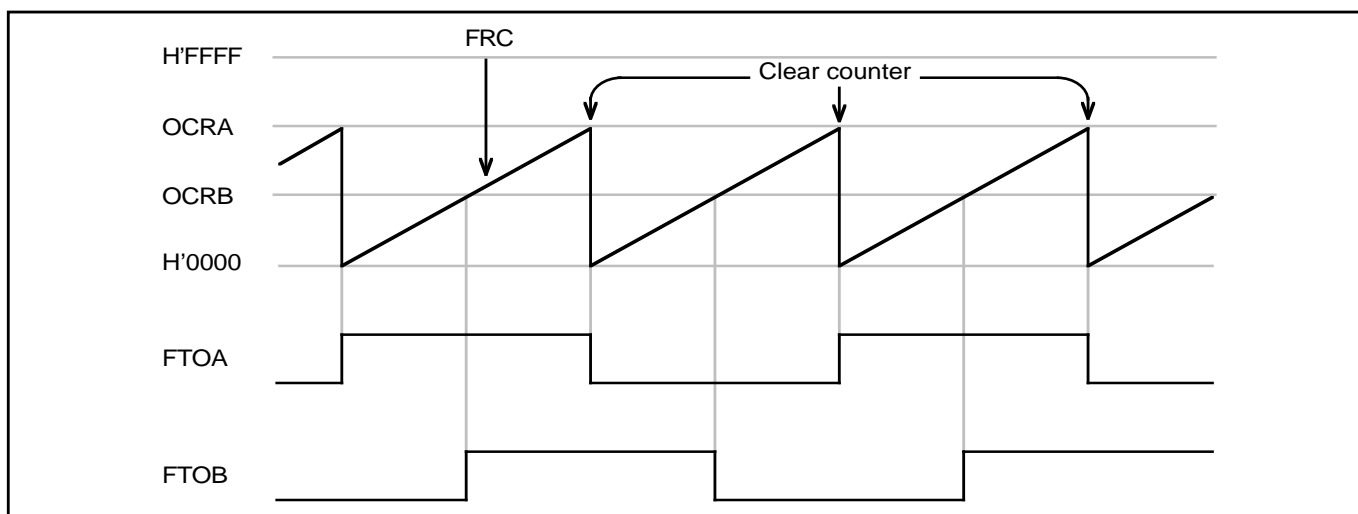 FRC
H'FFFF
Clear counter
OCRA
OCRB
H'0000
FTOA
FTOB